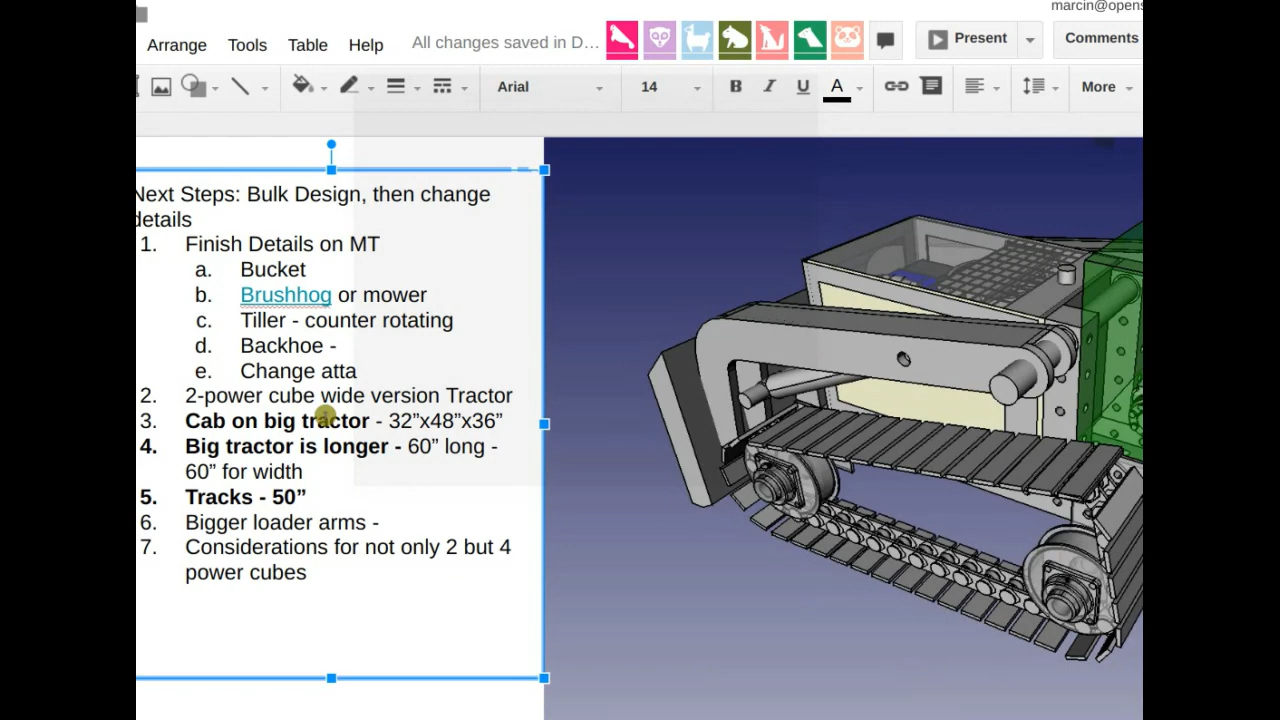 marcin@opens
Arrange Tools Table Help All changes saved in D… Present Comments
Arial 14 B I U A More
Next Steps: Bulk Design, then change
details
1. Finish Details on MT
a. Bucket
b. Brushhog or mower
c. Tiller - counter rotating
d. Backhoe -
e. Change atta
2. 2-power cube wide version Tractor
3. Cab on big tractor - 32”x48”x36”
4. Big tractor is longer - 60” long -
60” for width
5. Tracks - 50”
6. Bigger loader arms -
7. Considerations for not only 2 but 4
power cubes